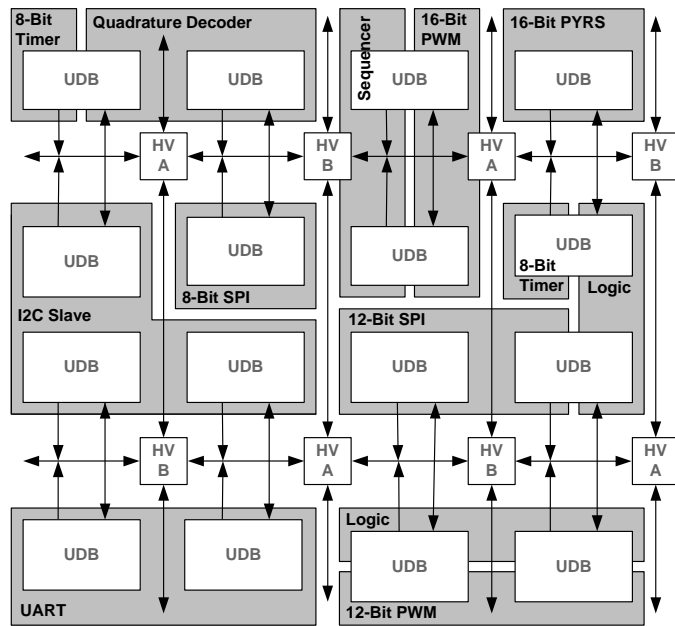 8-Bit
Timer
Quadrature Decoder
Sequencer
16-Bit
PWM
16-Bit PYRS
UDB
UDB
UDB
UDB
HV
A
HV
B
HV
A
HV
B
UDB
UDB
UDB
UDB
8-Bit
Timer
Logic
8-Bit SPI
I2C Slave
12-Bit SPI
UDB
UDB
UDB
UDB
HV
B
HV
A
HV
B
HV
A
Logic
UDB
UDB
UDB
UDB
UART
12-Bit PWM